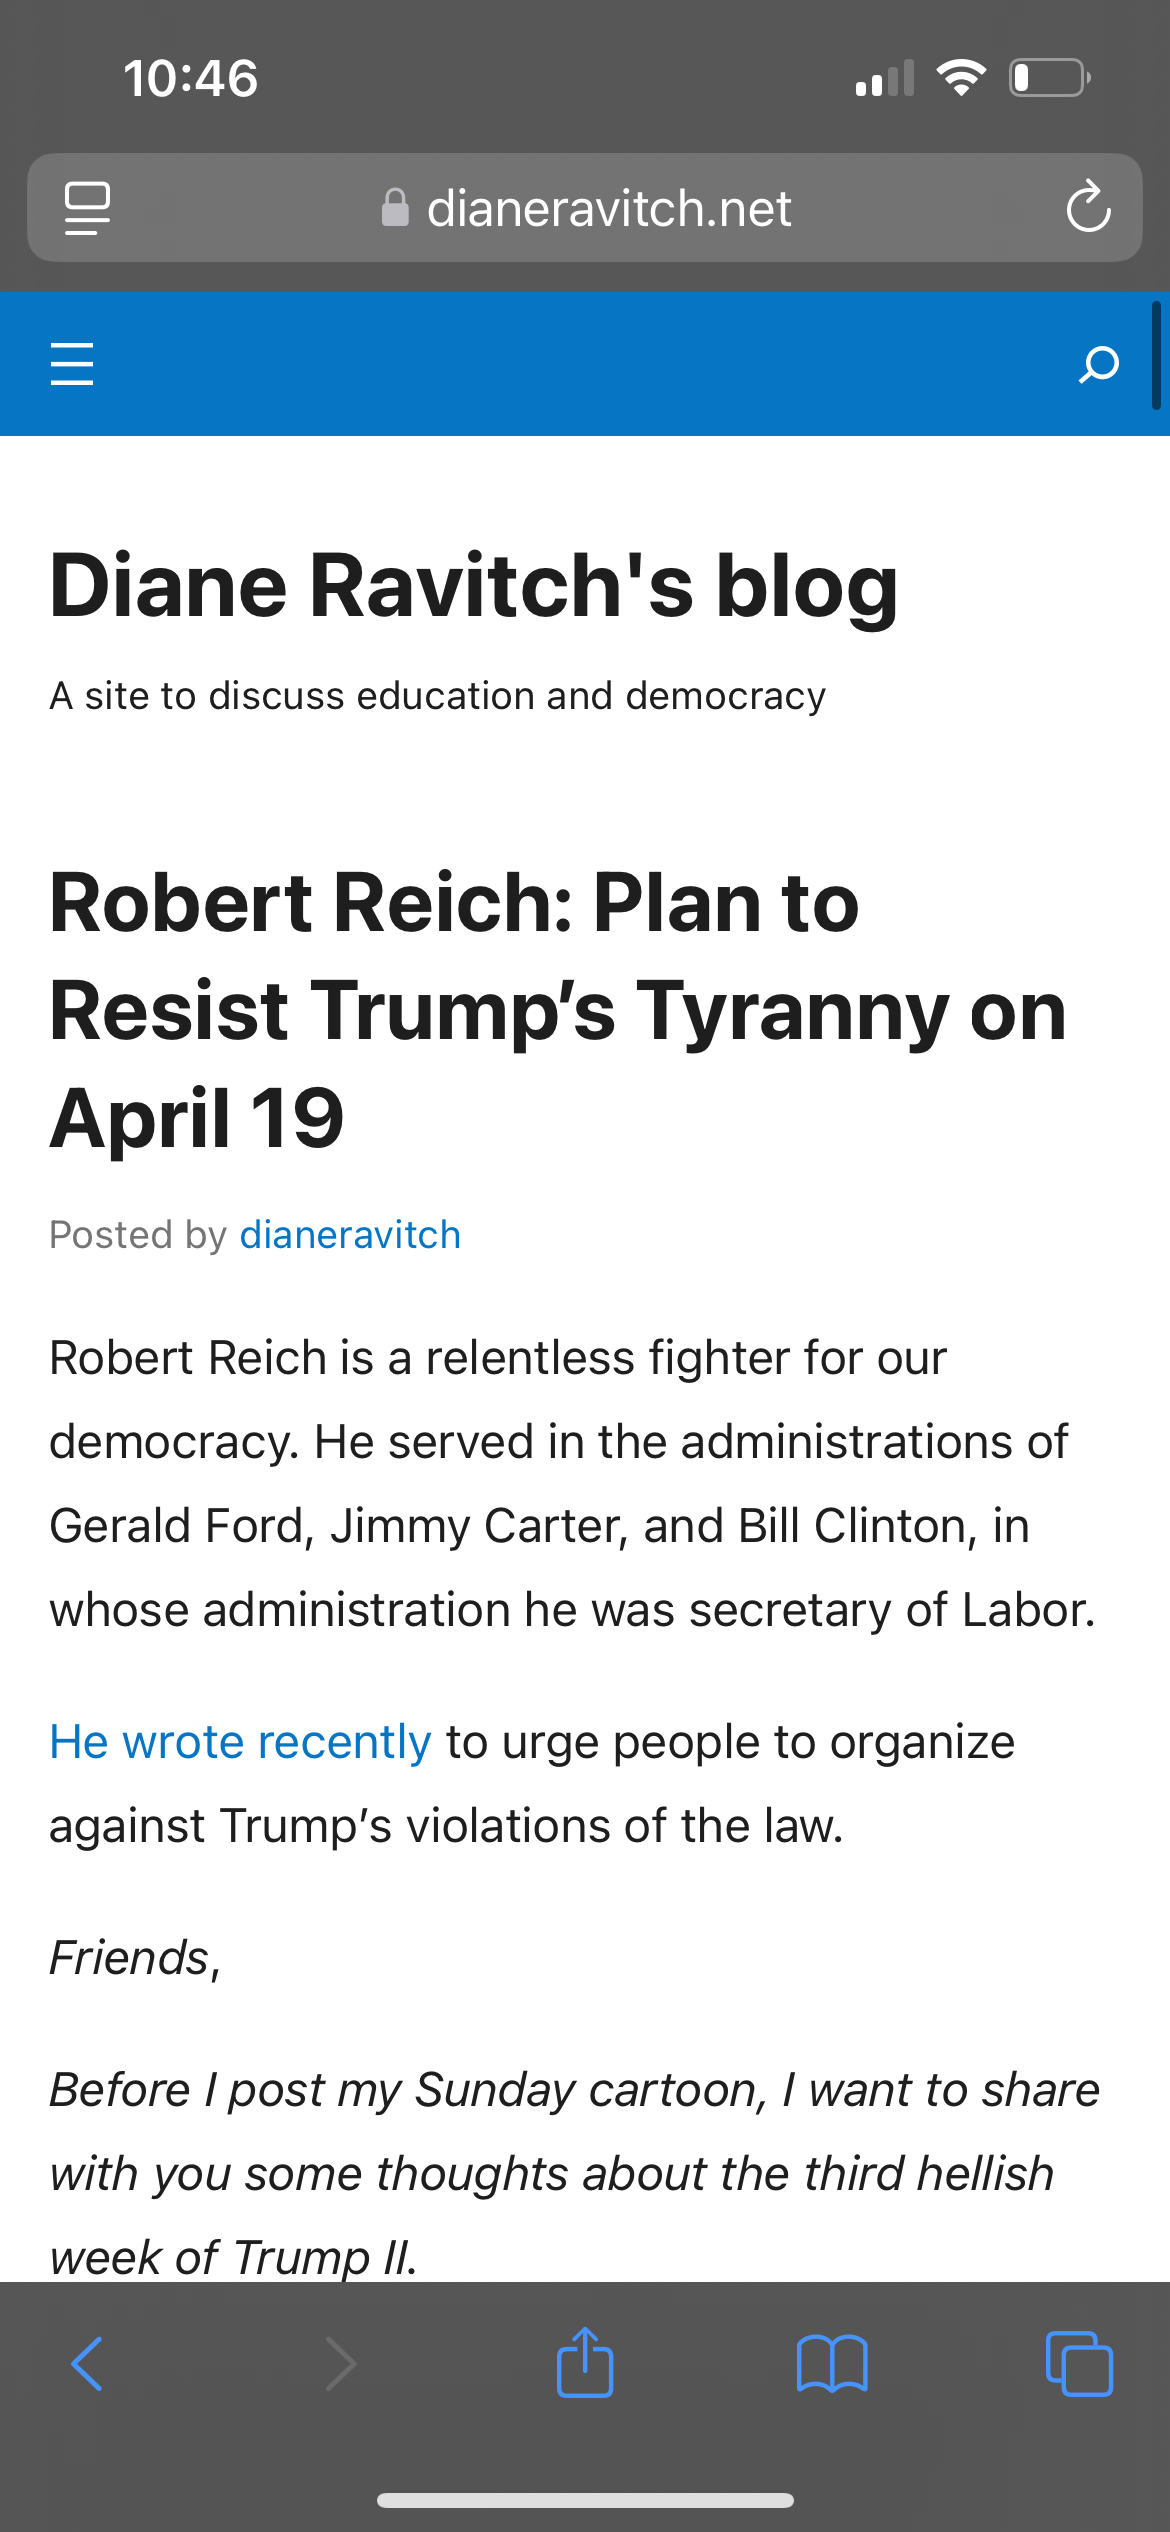 10:46
dianeravitch.net
Diane Ravitch's blog
A site to discuss education and democracy
Robert Reich: Plan to
Resist Trump’s Tyranny on
April 19
Posted by dianeravitch
Robert Reich is a relentless fighter for our
democracy. He served in the administrations of
Gerald Ford, Jimmy Carter, and Bill Clinton, in
whose administration he was secretary of Labor.
He wrote recently to urge people to organize
against Trump’s violations of the law.
Friends,
Before I post my Sunday cartoon, I want to share
with you some thoughts about the third hellish
week of Trump II.